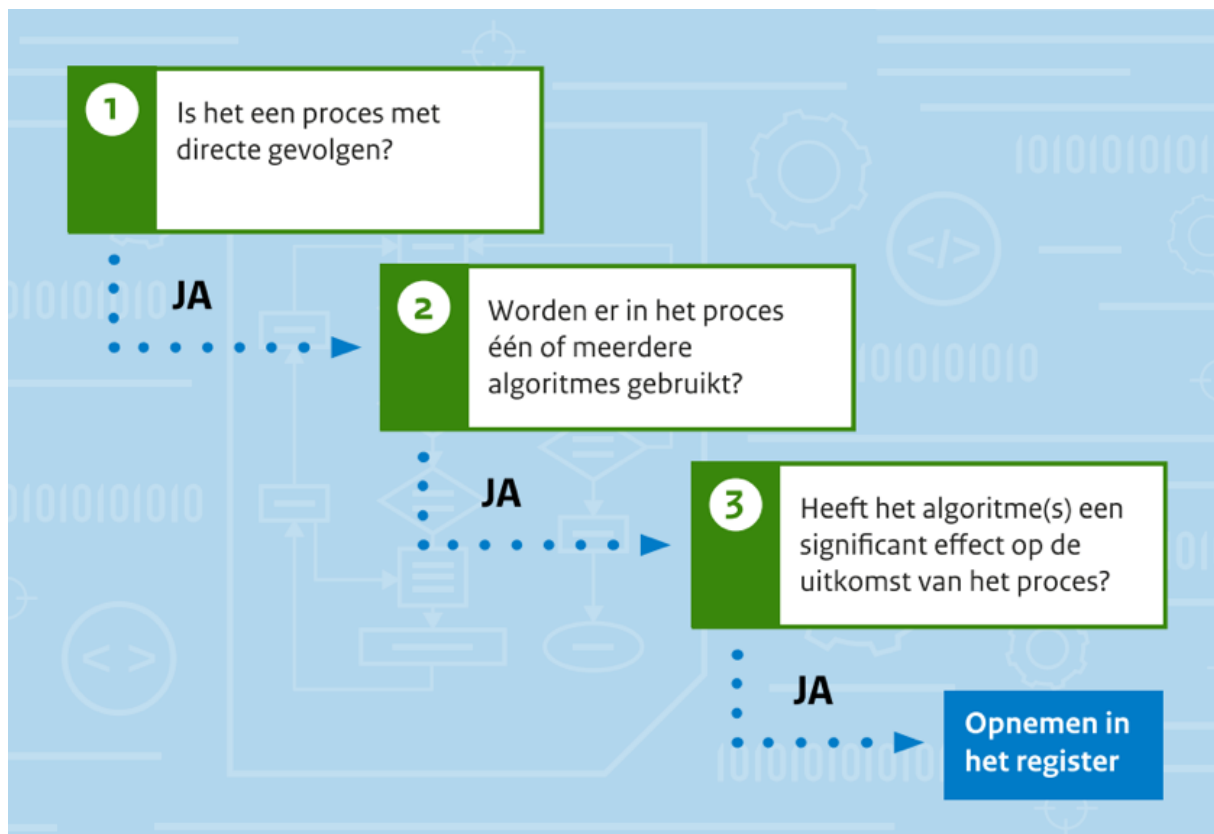 1
Is het een proces met
directe gevolgen?
JA
2
Worden er in het proces
één of meerdere
algoritmes gebruikt?
JA
3
Heeft het algoritme(s) een
significant effect op de
uitkomst van het proces?
JA
Opnemen in
het register